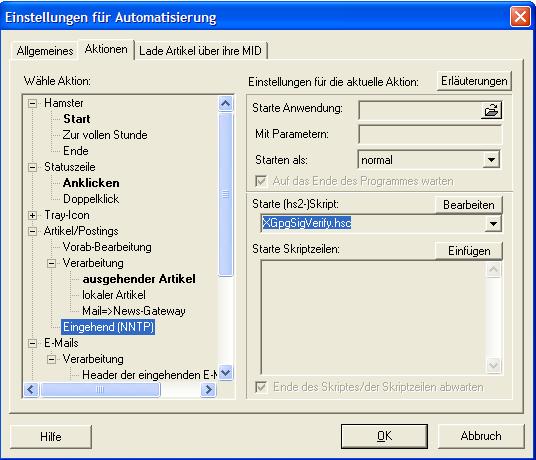 Einstellungen für Automatisierung
Allgemeines Aktionen Lade Artikel über ihre MID
Wähle Aktion:
Hamster
Start
Zur vollen Stunde
Ende
Statuszeile
Anklicken
Doppelklick
Tray-Icon
Artikel/Postings
Vorab-Bearbeitung
Verarbeitung
ausgehender Artikel
lokaler Artikel
Mail=>News-Gateway
Eingehend (NNTP)
E-Mails
Verarbeitung
Header der eingehenden E-M
Einstellungen für die aktuelle Aktion: Erläuterungen
Starte Anwendung:
Mit Parametern:
Starten als: normal
Auf das Ende des Programmes warten
Starte (hs2-)Skript: Bearbeiten
XGpgSigVerify.hsc
Starte Skriptzeilen: Einfügen
Ende des Skriptes/der Skriptzeilen abwarten
Hilfe OK Abbruch